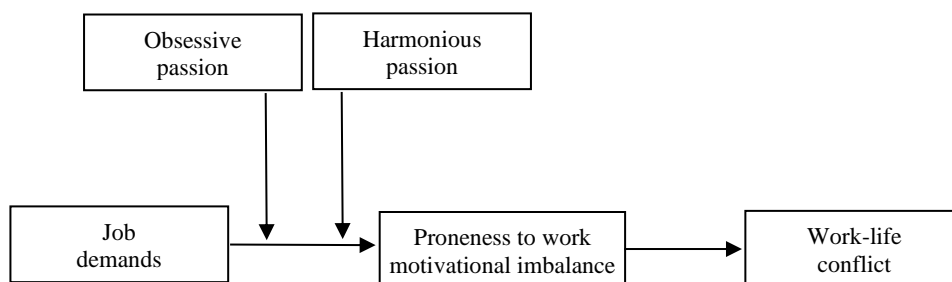 Obsessive
passion
Harmonious
passion
Job
demands
Proneness to work
motivational imbalance
Work-life
conflict